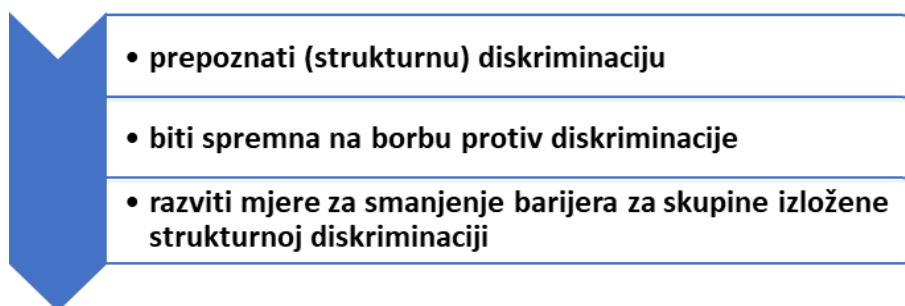 • prepoznati (strukturnu) diskriminaciju
• biti spremna na borbu protiv diskriminacije
• razviti mjere za smanjenje barijera za skupine izložene
strukturnoj diskriminaciji